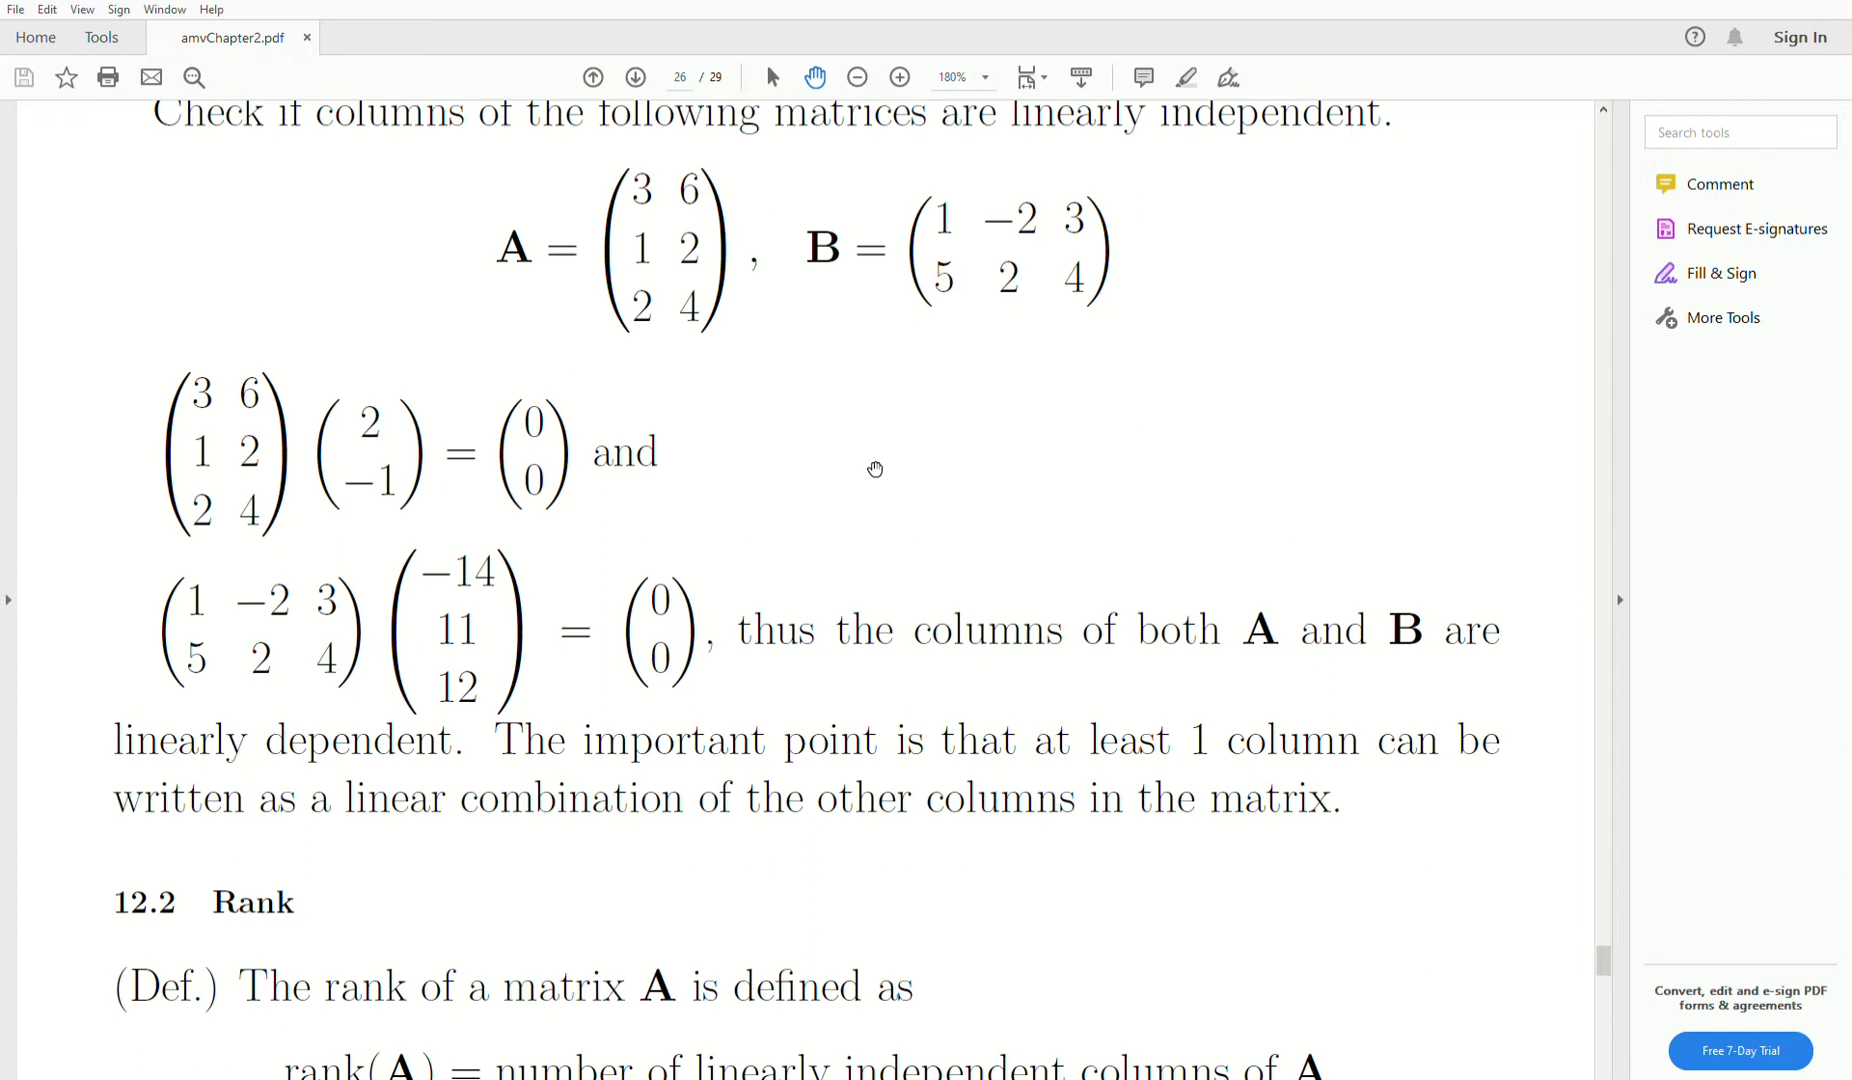 File Edit View Sign Window Help
Home Tools amvChapter2.pdf × Sign In
26 / 29 180%
Check if columns of the following matrices are linearly independent.
Search tools
Comment
Request E-signatures
Fill & Sign
More Tools
3 6
1 2
2 4
A = ( ) , B = ( )
1 −2 3
5 2 4
3 6
1 2
2 4
( ) ( 2 −1 ) = ( 0 0 ) and
( 1 −2 3 5 2 4 ) ( −14 11 12 ) = ( 0 0 ), thus the columns of both A and B are
linearly dependent. The important point is that at least 1 column can be
written as a linear combination of the other columns in the matrix.
12.2 Rank
(Def.) The rank of a matrix A is defined as
rank(A) = number of linearly independent columns of A
Convert, edit and e-sign PDF
forms & agreements
Free 7-Day Trial